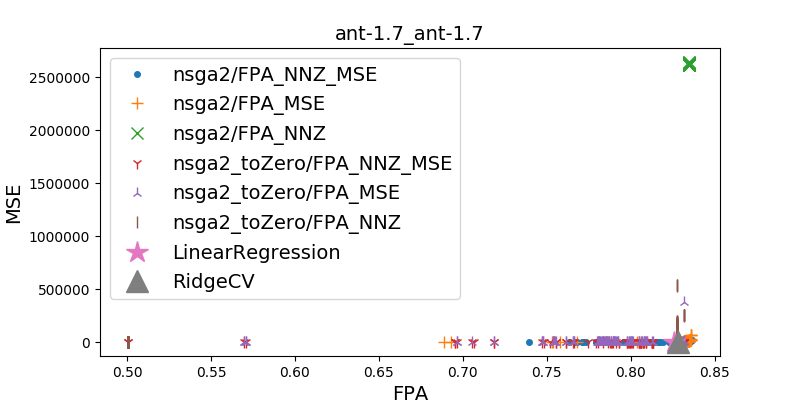 ant-1.7_ant-1.7
2500000
2000000
1500000
1000000
500000
0
MSE
nsga2/FPA_NNZ_MSE
nsga2/FPA_MSE
nsga2/FPA_NNZ
nsga2_toZero/FPA_NNZ_MSE
nsga2_toZero/FPA_MSE
nsga2_toZero/FPA_NNZ
LinearRegression
RidgeCV
0.50 0.55 0.60 0.65 0.70 0.75 0.80 0.85
FPA